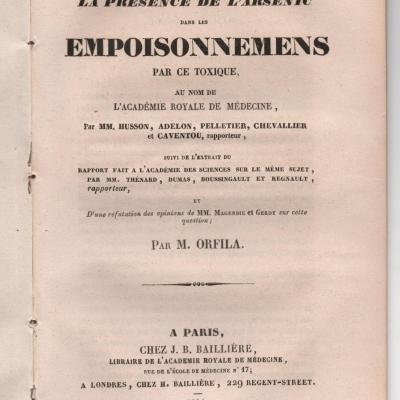 LA PRÉSENCE DE L'ARSENIC
DANS LES
EMPOISONNEMENS
PAR CE TOXIQUE,
AU NOM DE
L'ACADÉMIE ROYALE DE MÉDECINE,
Par MM. HUSSON, ADELON, PELLETIER, CHEVALLIER
et CAVENTOU, rapporteur,
SUIVI DE L'EXTRAIT DU
RAPPORT FAIT A L'ACADÉMIE DES SCIENCES SUR LE MÊME SUJET,
PAR MM. THÉNARD, DUMAS, BOUSSINGAULT ET REGNAULT,
rapporteur,
ET
D'une réfutation des opinions de MM. MAGENDIE et GERDY sur cette
question;
PAR M. ORFILA.
A PARIS,
CHEZ J. B. BAILLIÈRE,
LIBRAIRE DE L'ACADÉMIE ROYALE DE MÉDECINE,
RUE DE L'ÉCOLE DE MÉDECINE N° 17;
A LONDRES, CHEZ H. BAILLIÈRE, 229 REGENT-STREET.